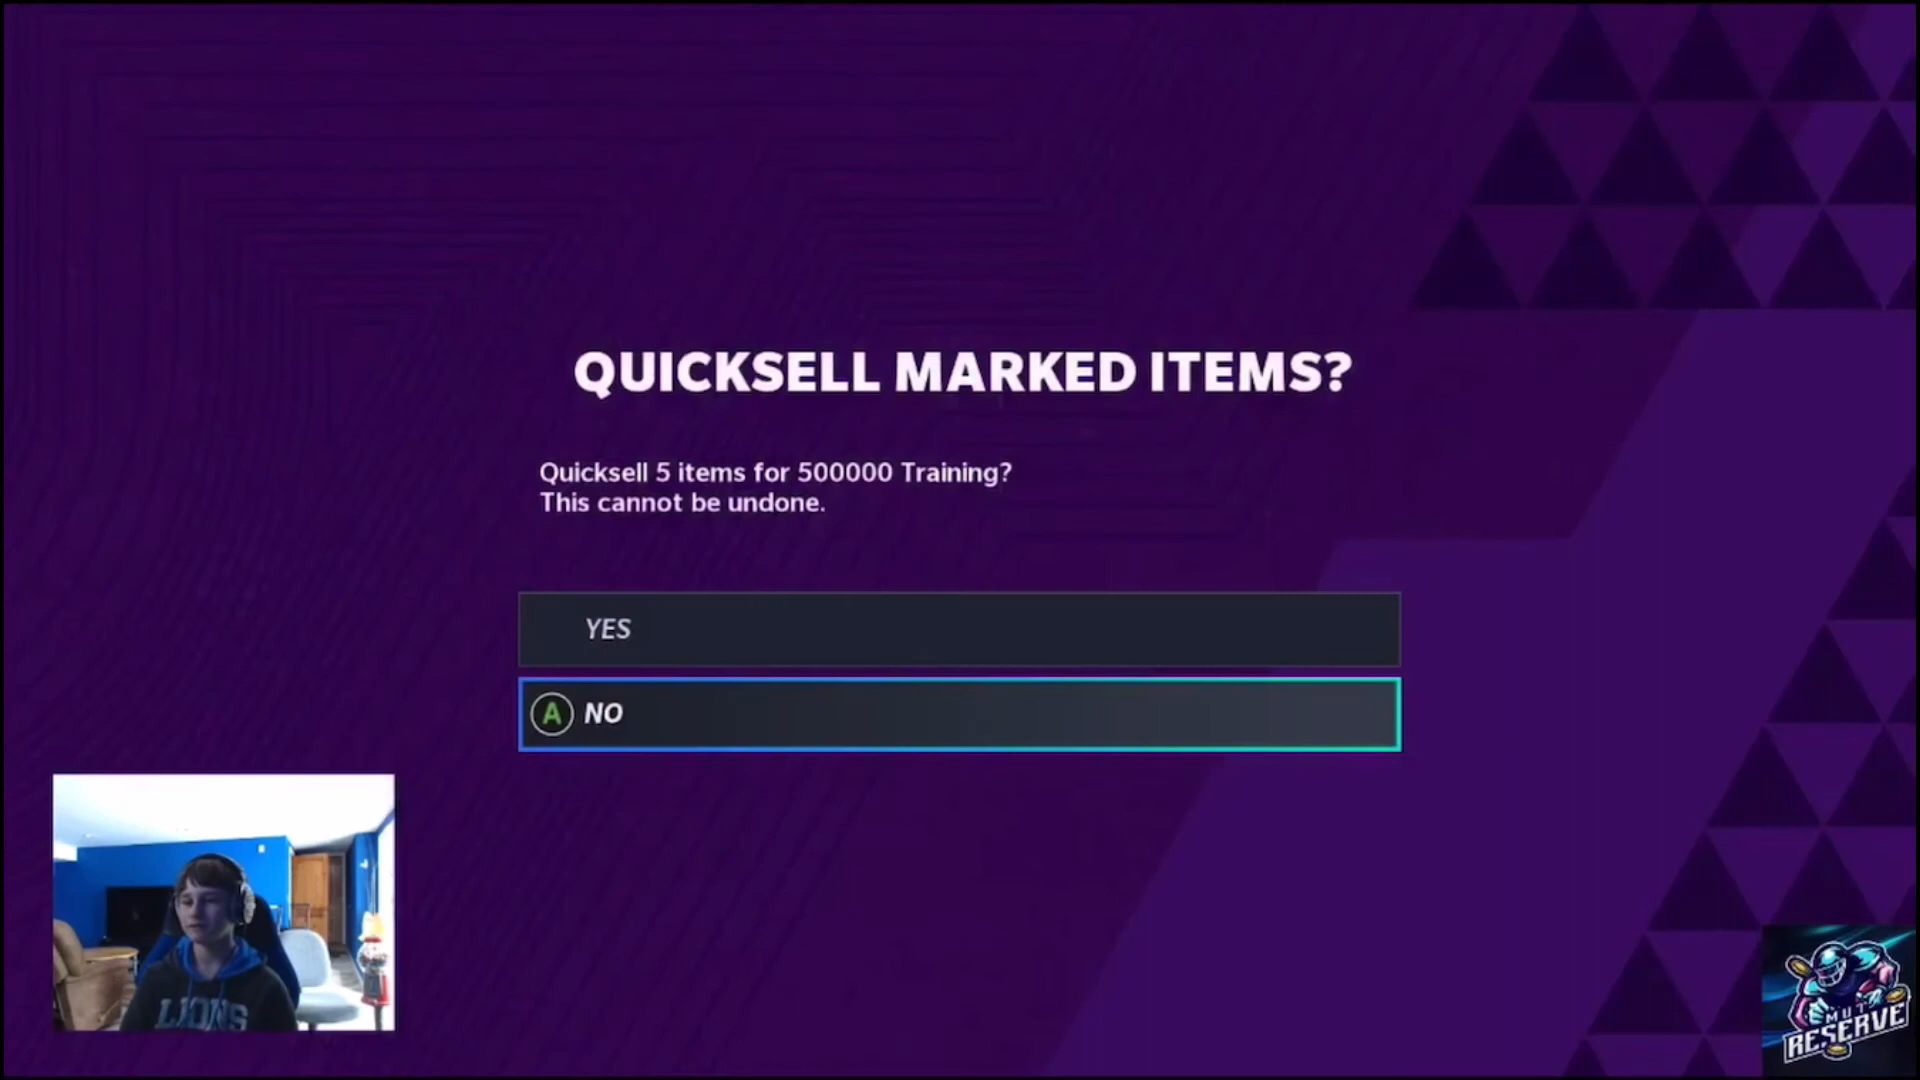 QUICKSELL MARKED ITEMS?
Quicksell 5 items for 500000 Training?
This cannot be undone.
YES
A NO
LIONS
MUT
RESERVE